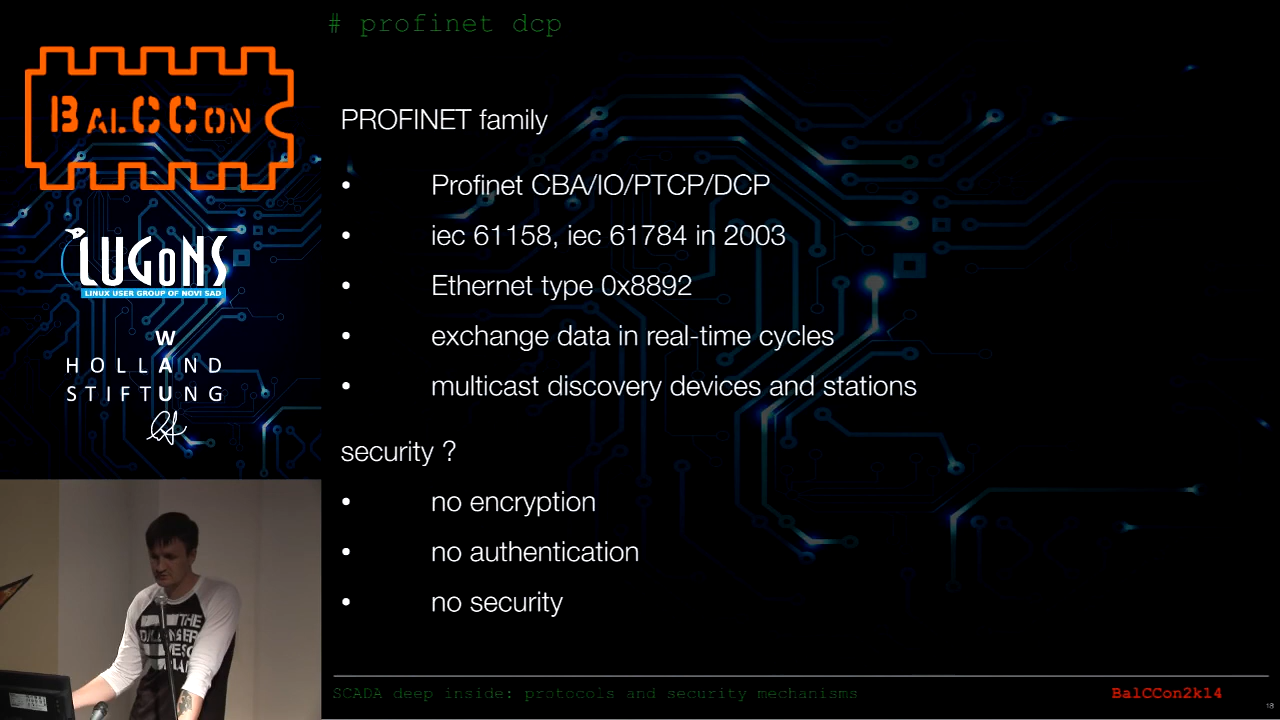 # profinet dcp
BALCCON
LUGONS
LINUX USER GROUP OF NOVI SAD
W
HOLLAND
A
STIFTUNG
PROFINET family
• Profinet CBA/IO/PTCP/DCP
• iec 61158, iec 61784 in 2003
• Ethernet type 0x8892
• exchange data in real-time cycles
• multicast discovery devices and stations
security ?
• no encryption
• no authentication
• no security
THE
SCADA deep inside: protocols and security mechanisms
BalCCon2k14
18